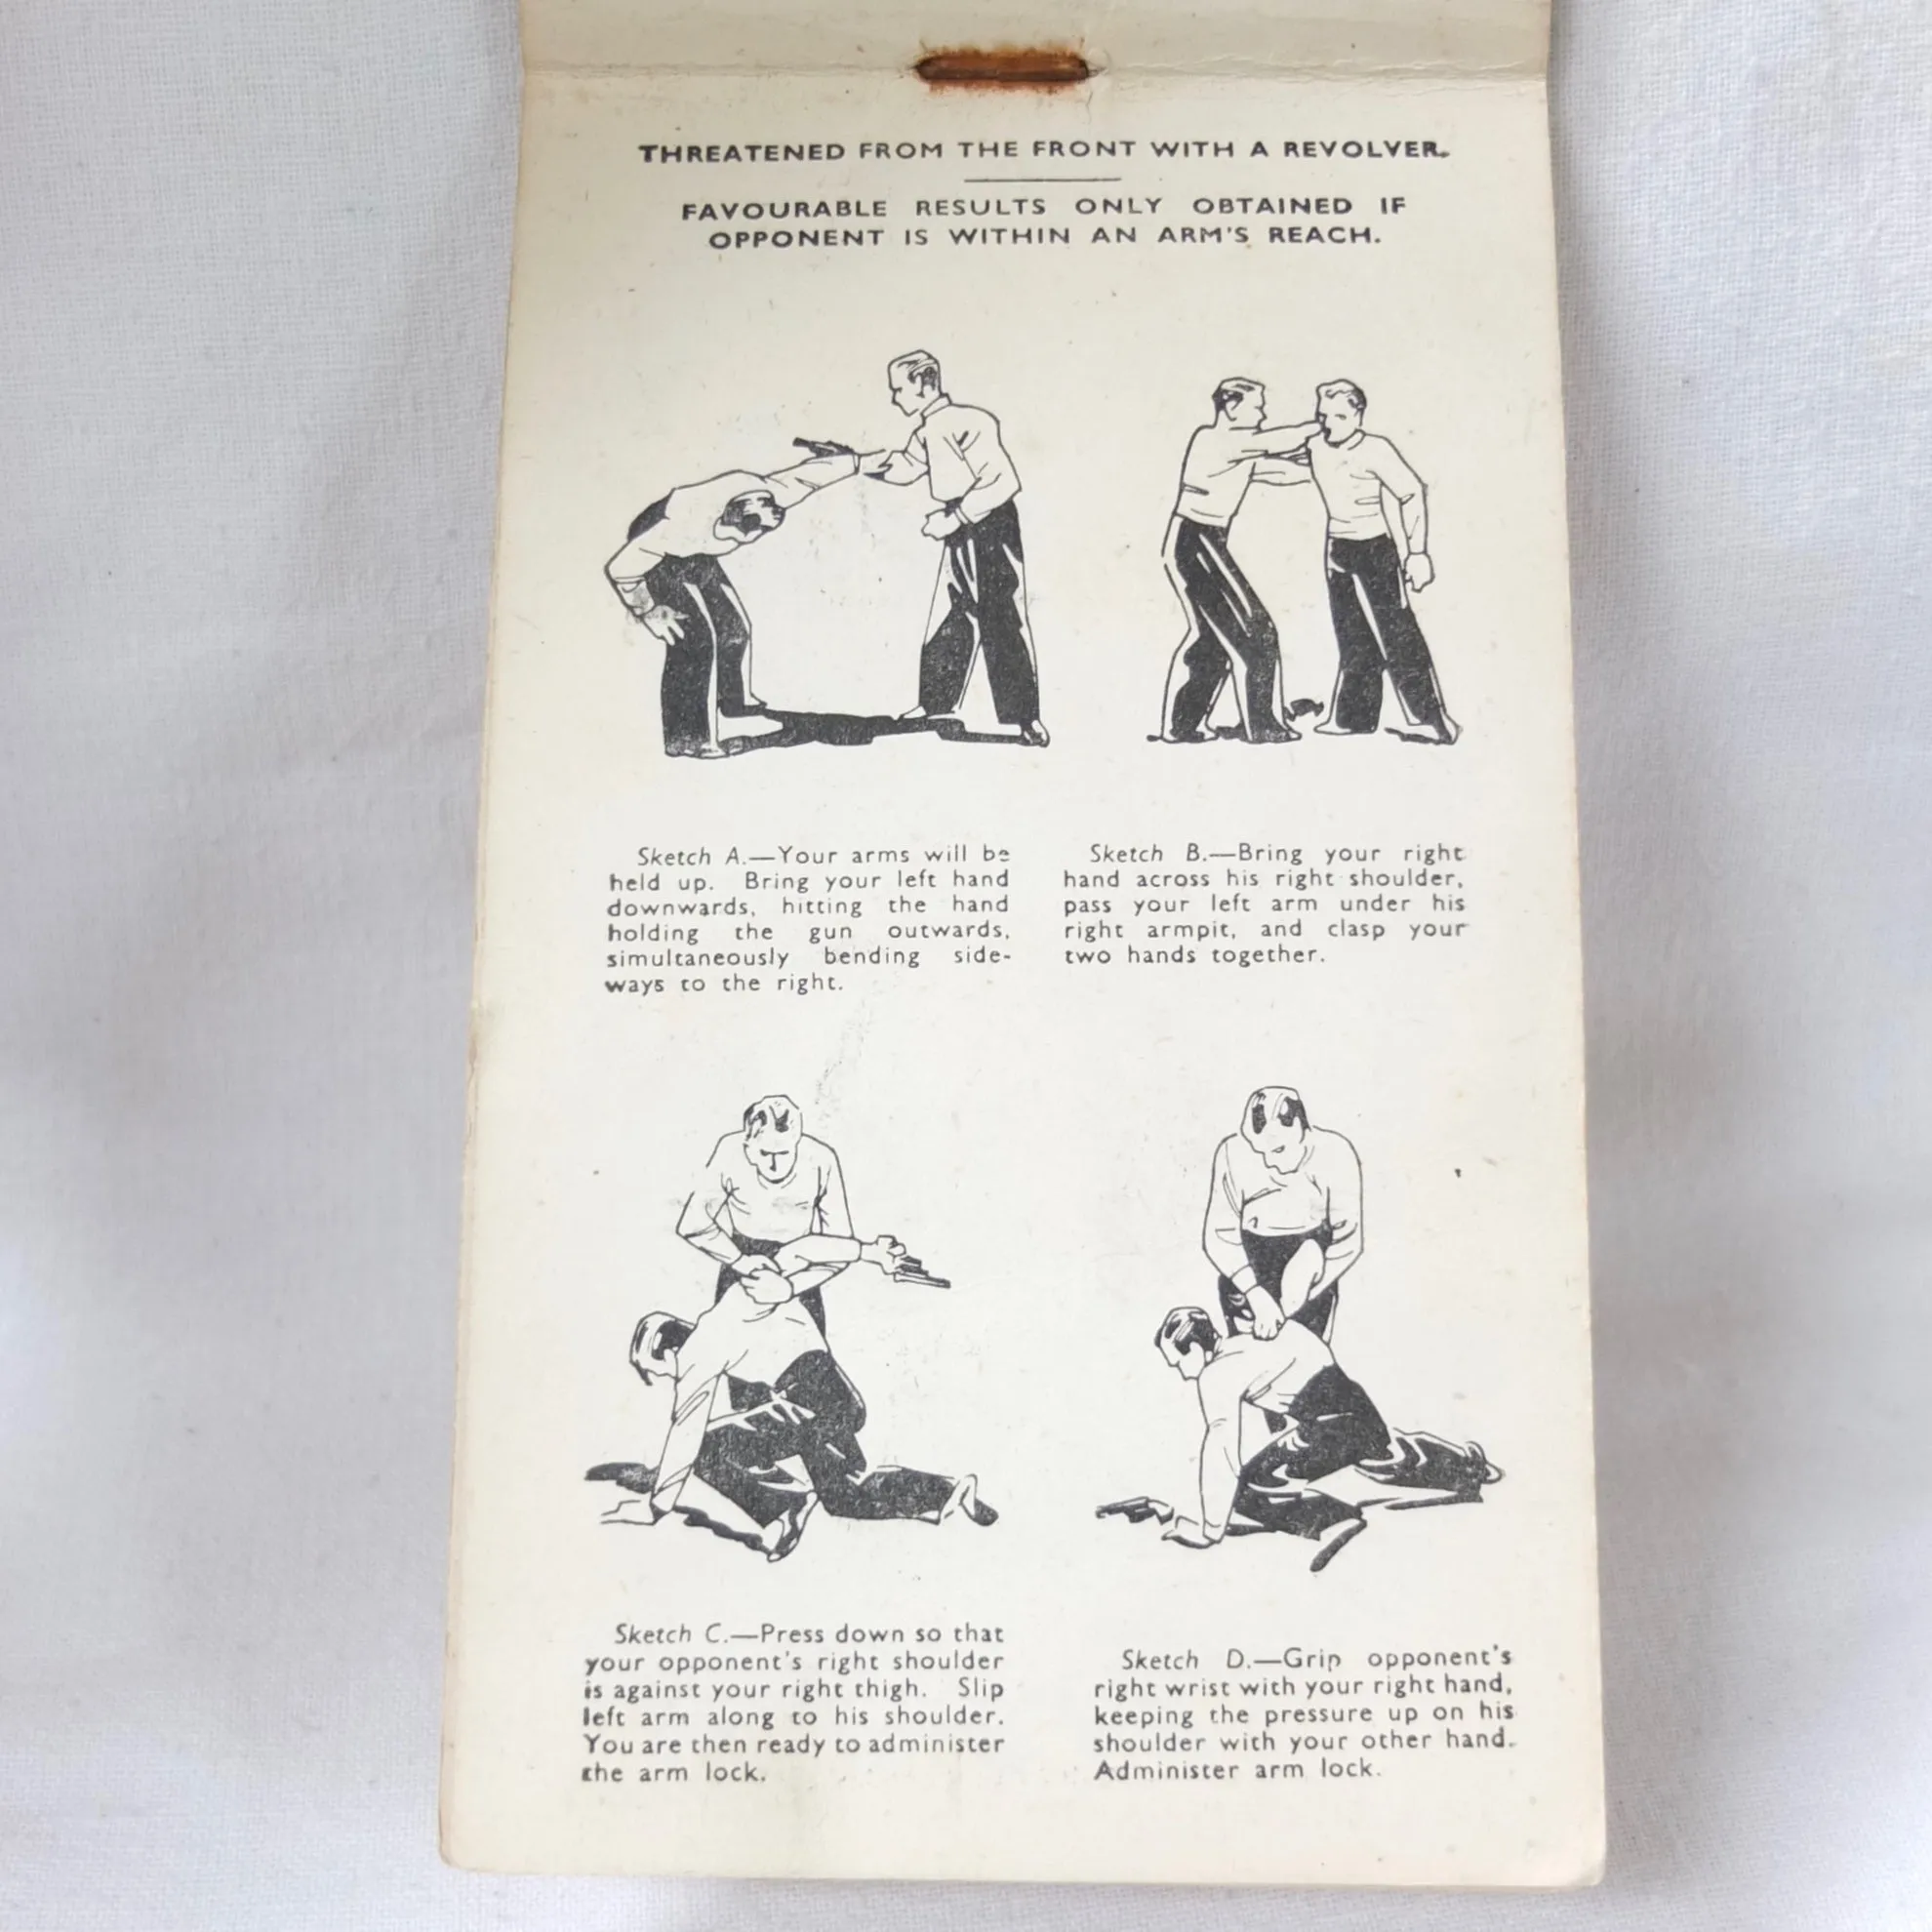 THREATENED FROM THE FRONT WITH A REVOLVER.
FAVOURABLE RESULTS ONLY OBTAINED IF
OPPONENT IS WITHIN AN ARM'S REACH.
Sketch A.—Your arms will be
held up. Bring your left hand
downwards, hitting the hand
holding the gun outwards,
simultaneously bending side-
ways to the right.
Sketch B.—Bring your right
hand across his right shoulder,
pass your left arm under his
right armpit, and clasp your
two hands together.
Sketch C.—Press down so that
your opponent's right shoulder
is against your right thigh. Slip
left arm along to his shoulder.
You are then ready to administer
the arm lock.
Sketch D.—Grip opponent's
right wrist with your right hand,
keeping the pressure up on his
shoulder with your other hand.
Administer arm lock.